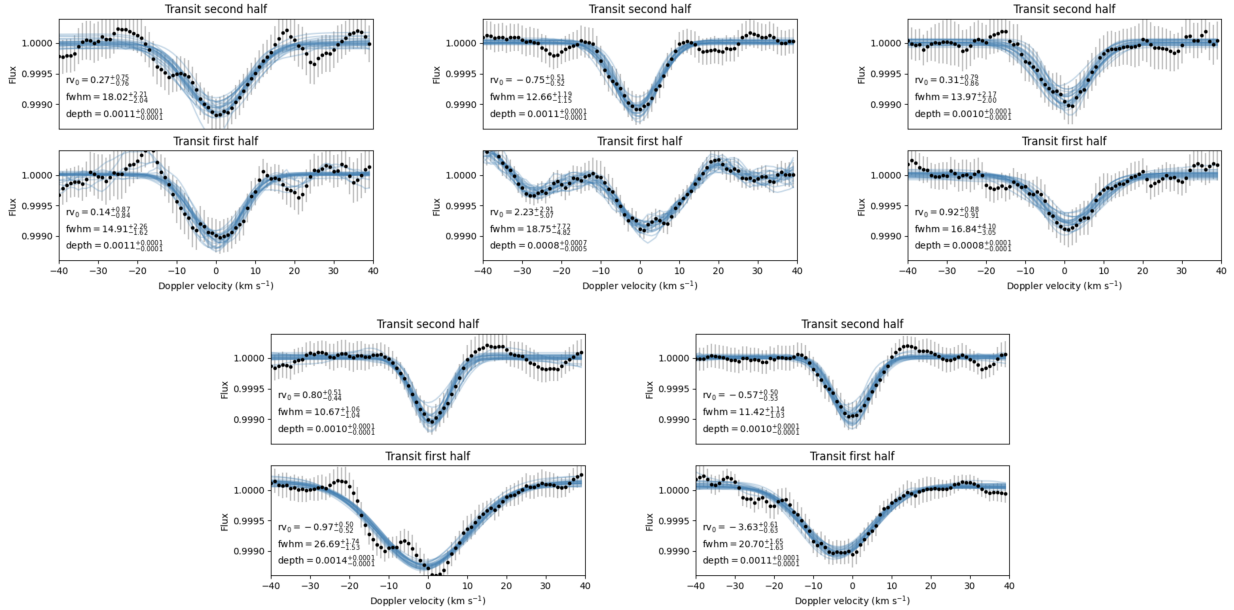 Transit second half
Flux
1.0000
0.9995
0.9990
rv₀ = 0.27 +0.75 −0.76
fwhm = 18.02 +2.21 −2.04
depth = 0.0011 +0.0001 −0.0001
Transit first half
Flux
1.0000
0.9995
0.9990
rv₀ = 0.14 +0.87 −0.84
fwhm = 14.91 +2.26 −1.62
depth = 0.0011 +0.0001 −0.0001
−40 −30 −20 −10 0 10 20 30 40
Doppler velocity (km s⁻¹)
Transit second half
Flux
1.0000
0.9995
0.9990
rv₀ = −0.75 +0.51 −0.52
fwhm = 12.66 +1.19 −1.15
depth = 0.0011 +0.0001 −0.0001
Transit first half
Flux
1.0000
0.9995
0.9990
rv₀ = 2.23 +2.91 −5.07
fwhm = 18.75 +7.12 −4.82
depth = 0.0008 +0.0007 −0.0005
−40 −30 −20 −10 0 10 20 30 40
Doppler velocity (km s⁻¹)
Transit second half
Flux
1.0000
0.9995
0.9990
rv₀ = 0.31 +0.79 −0.86
fwhm = 13.97 +2.17 −2.00
depth = 0.0010 +0.0001 −0.0001
Transit first half
Flux
1.0000
0.9995
0.9990
rv₀ = 0.92 +0.88 −0.91
fwhm = 16.84 +4.10 −3.05
depth = 0.0008 +0.0001 −0.0001
−40 −30 −20 −10 0 10 20 30 40
Doppler velocity (km s⁻¹)
Transit second half
Flux
1.0000
0.9995
0.9990
rv₀ = 0.80 +0.51 −0.44
fwhm = 10.67 +1.06 −1.04
depth = 0.0010 +0.0001 −0.0001
Transit first half
Flux
1.0000
0.9995
0.9990
rv₀ = −0.97 +0.50 −0.52
fwhm = 26.69 +1.74 −1.53
depth = 0.0014 +0.0001 −0.0001
−40 −30 −20 −10 0 10 20 30 40
Doppler velocity (km s⁻¹)
Transit second half
Flux
1.0000
0.9995
0.9990
rv₀ = −0.57 +0.50 −0.53
fwhm = 11.42 +1.14 −1.03
depth = 0.0010 +0.0001 −0.0001
Transit first half
Flux
1.0000
0.9995
0.9990
rv₀ = −3.63 +0.61 −0.63
fwhm = 20.70 +1.65 −1.63
depth = 0.0011 +0.0001 −0.0001
−40 −30 −20 −10 0 10 20 30 40
Doppler velocity (km s⁻¹)